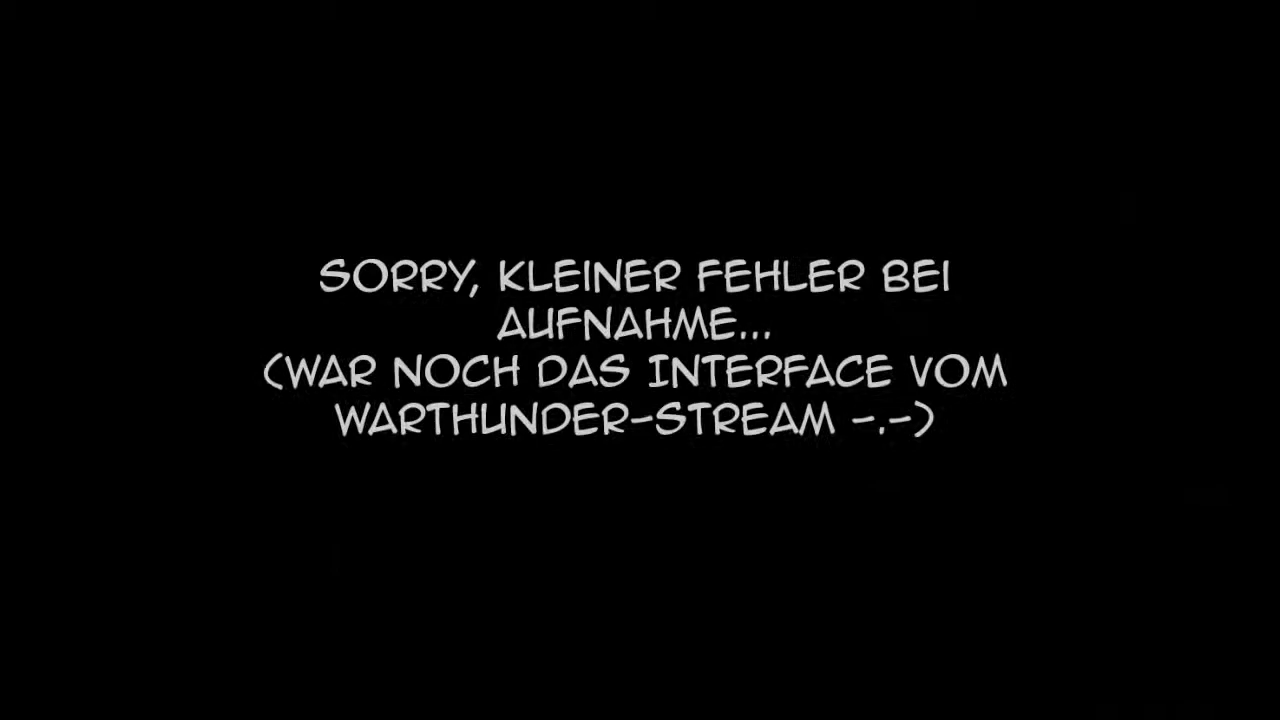 SORRY, KLEINER FEHLER BEI
AUFNAHME...
(WAR NOCH DAS INTERFACE VOM
WARTHUNDER-STREAM -.-)